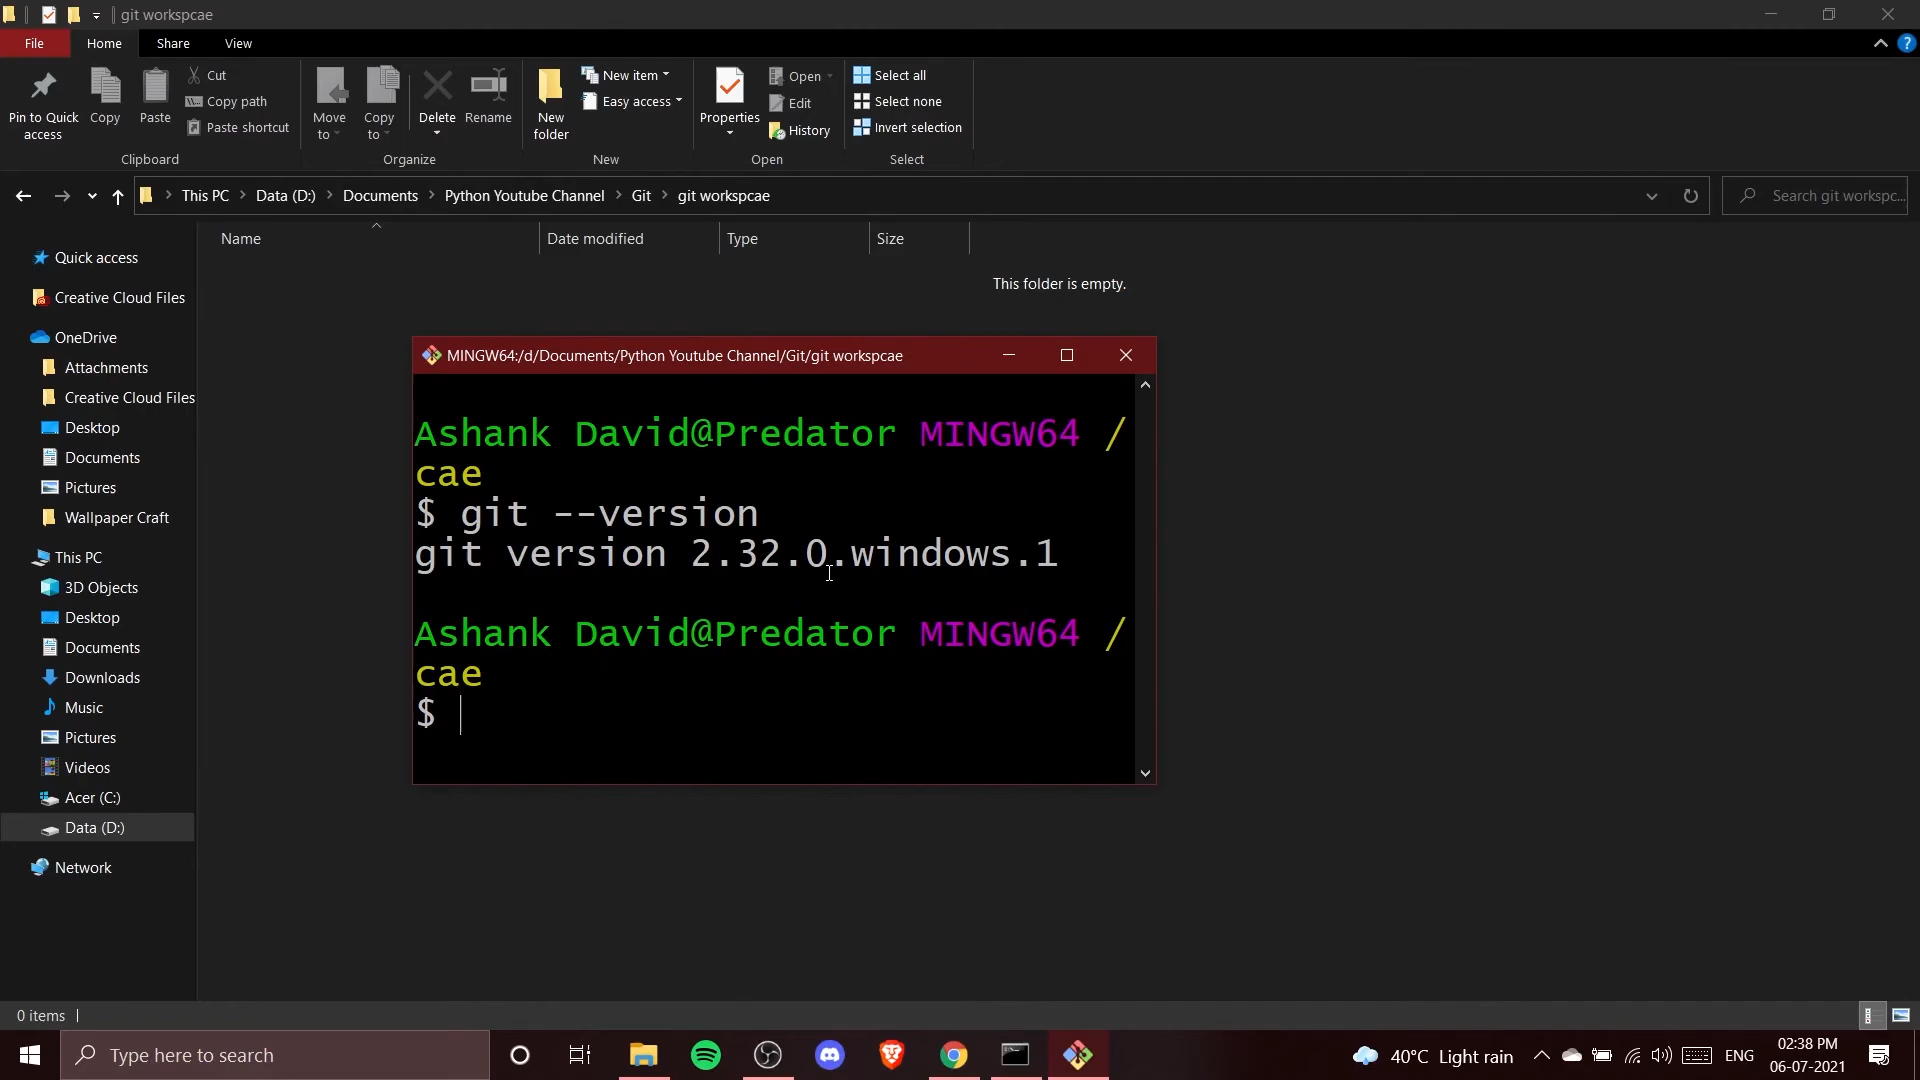 git workspcae
File Home Share View
Pin to Quick access
Copy
Paste
Cut
Copy path
Paste shortcut
Clipboard
Move to
Copy to
Delete
Rename
Organize
New folder
New item
Easy access
New
Properties
Open
Edit
History
Open
Select all
Select none
Invert selection
Select
This PC > Data (D:) > Documents > Python Youtube Channel > Git > git workspcae
Search git workspc...
Name Date modified Type Size
This folder is empty.
Quick access
Creative Cloud Files
OneDrive
Attachments
Creative Cloud Files
Desktop
Documents
Pictures
Wallpaper Craft
This PC
3D Objects
Desktop
Documents
Downloads
Music
Pictures
Videos
Acer (C:)
Data (D:)
Network
MINGW64:/d/Documents/Python Youtube Channel/Git/git workspcae
Ashank David@Predator MINGW64 /
cae
$ git --version
git version 2.32.0.windows.1
Ashank David@Predator MINGW64 /
cae
$
0 items
Type here to search
40°C Light rain
ENG
02:38 PM
06-07-2021